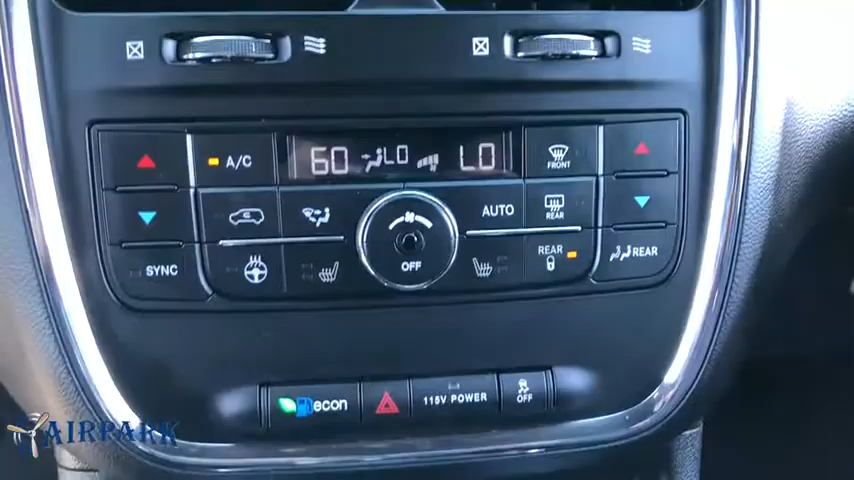 A/C
60 LO LO
FRONT
AUTO
REAR
SYNC
OFF
REAR
REAR
econ
115V POWER
OFF
AIRPARK